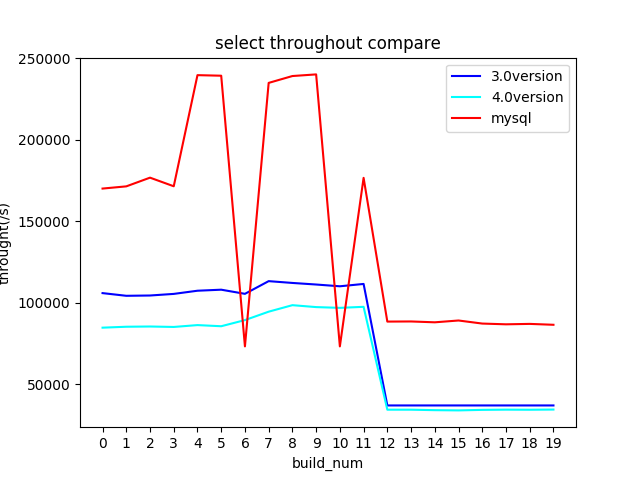 select throughout compare
250000
200000
150000
100000
50000
throught(/s)
3.0version
4.0version
mysql
0 1 2 3 4 5 6 7 8 9 10 11 12 13 14 15 16 17 18 19
build_num